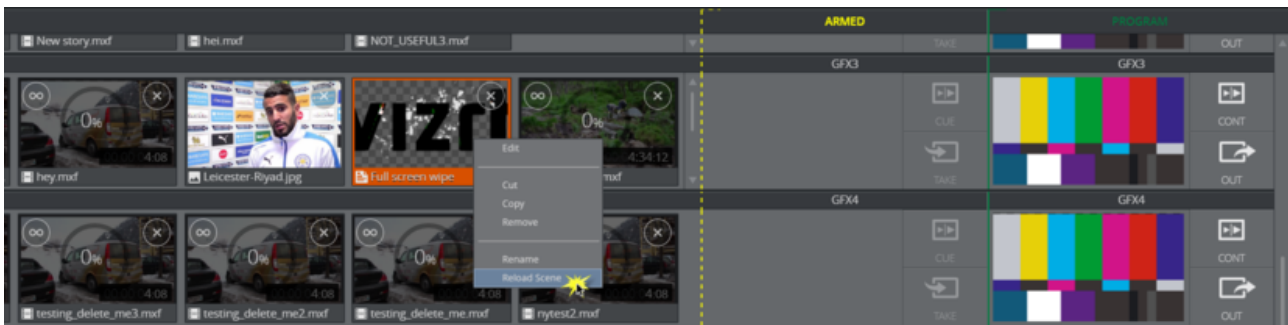 ARMED
PROGRAM
New story.mxf
hei.mxf
NOT_USEFUL3.mxf
TAKE
OUT
GFX3
GFX3
0%
4:08
hey.mxf
Leicester-Riyad.jpg
VIZR
Full screen wipe
0%
4:34:12
mxf
CUE
TAKE
CONT
OUT
Edit
Cut
Copy
Remove
Rename
Reload Scene
GFX4
GFX4
0%
4:08
testing_delete_me3.mxf
0%
4:08
testing_delete_me2.mxf
0%
testing_delete_me.mxf
4:08
nytest2.mxf
CUE
TAKE
CONT
OUT